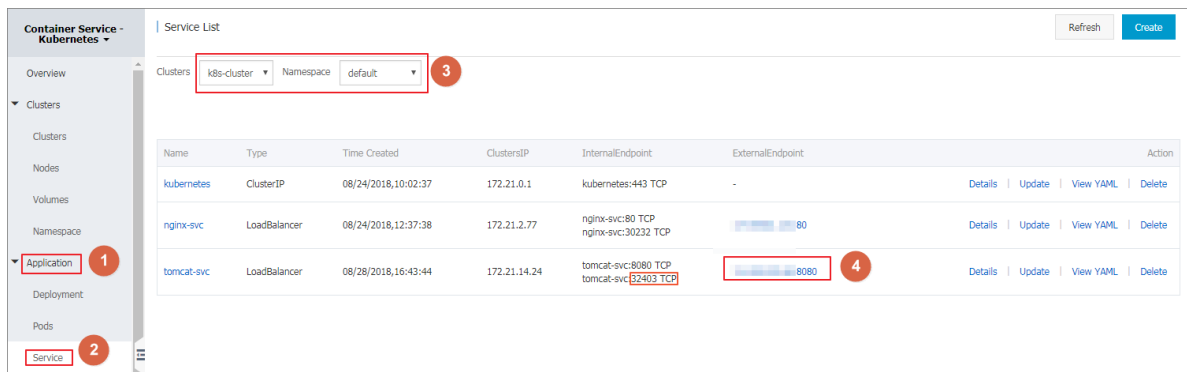 Container Service -
Kubernetes
Overview
Clusters
Clusters
Nodes
Volumes
Namespace
Application
1
Deployment
Pods
Service
2
Service List
Refresh
Create
Clusters k8s-cluster Namespace default 3
Name Type Time Created ClustersIP InternalEndpoint ExternalEndpoint Action
kubernetes ClusterIP 08/24/2018,10:02:37 172.21.0.1 kubernetes:443 TCP - Details | Update | View YAML | Delete
nginx-svc LoadBalancer 08/24/2018,12:37:38 172.21.2.77 nginx-svc:80 TCP 80 Details | Update | View YAML | Delete
nginx-svc:30232 TCP
tomcat-svc LoadBalancer 08/28/2018,16:43:44 172.21.14.24 tomcat-svc:8080 TCP 8080 4 Details | Update | View YAML | Delete
tomcat-svc:32403 TCP